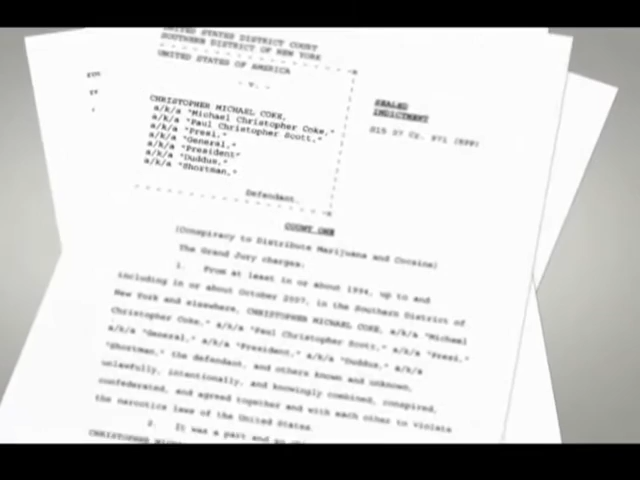 UNITED STATES DISTRICT COURT
SOUTHERN DISTRICT OF NEW YORK
UNITED STATES OF AMERICA
- v. -
CHRISTOPHER MICHAEL COKE,
a/k/a "Michael Christopher Coke,"
a/k/a "Paul Christopher Scott,"
a/k/a "Presi,"
a/k/a "General,"
a/k/a "President"
a/k/a "Duddus,"
a/k/a "Shortman,"
Defendant.
SEALED
INDICTMENT
S15 07 Cr. 971 (RPP)
COUNT ONE
(Conspiracy to Distribute Marijuana and Cocaine)
The Grand Jury charges:
1. From at least in or about 1994, up to and
including in or about October 2007, in the Southern District of
New York and elsewhere, CHRISTOPHER MICHAEL COKE, a/k/a "Michael
Christopher Coke," a/k/a "Paul Christopher Scott," a/k/a "Presi,"
a/k/a "General," a/k/a "President," a/k/a "Duddus," a/k/a
"Shortman," the defendant, and others known and unknown,
unlawfully, intentionally, and knowingly combined, conspired,
confederated, and agreed together and with each other to violate
the narcotics laws of the United States.
2. It was a part and an
CHRISTOPHER